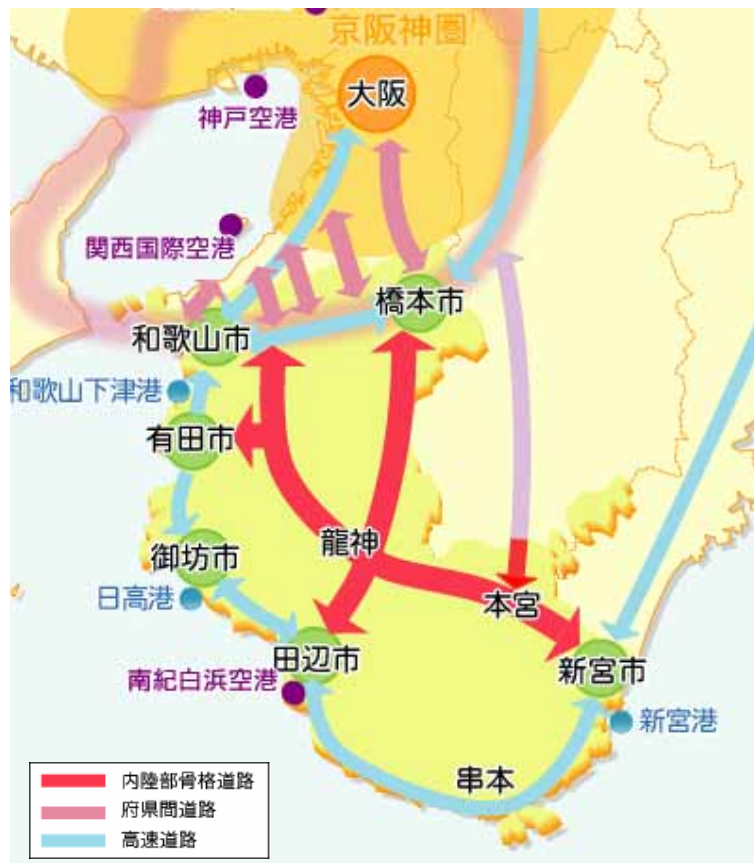 京阪神圏
大阪
神戸空港
関西国際空港
橋本市
和歌山市
和歌山下津港
有田市
龍神
御坊市
日高港
本宮
田辺市
新宮市
南紀白浜空港
新宮港
串本
内陸部骨格道路
府県間道路
高速道路